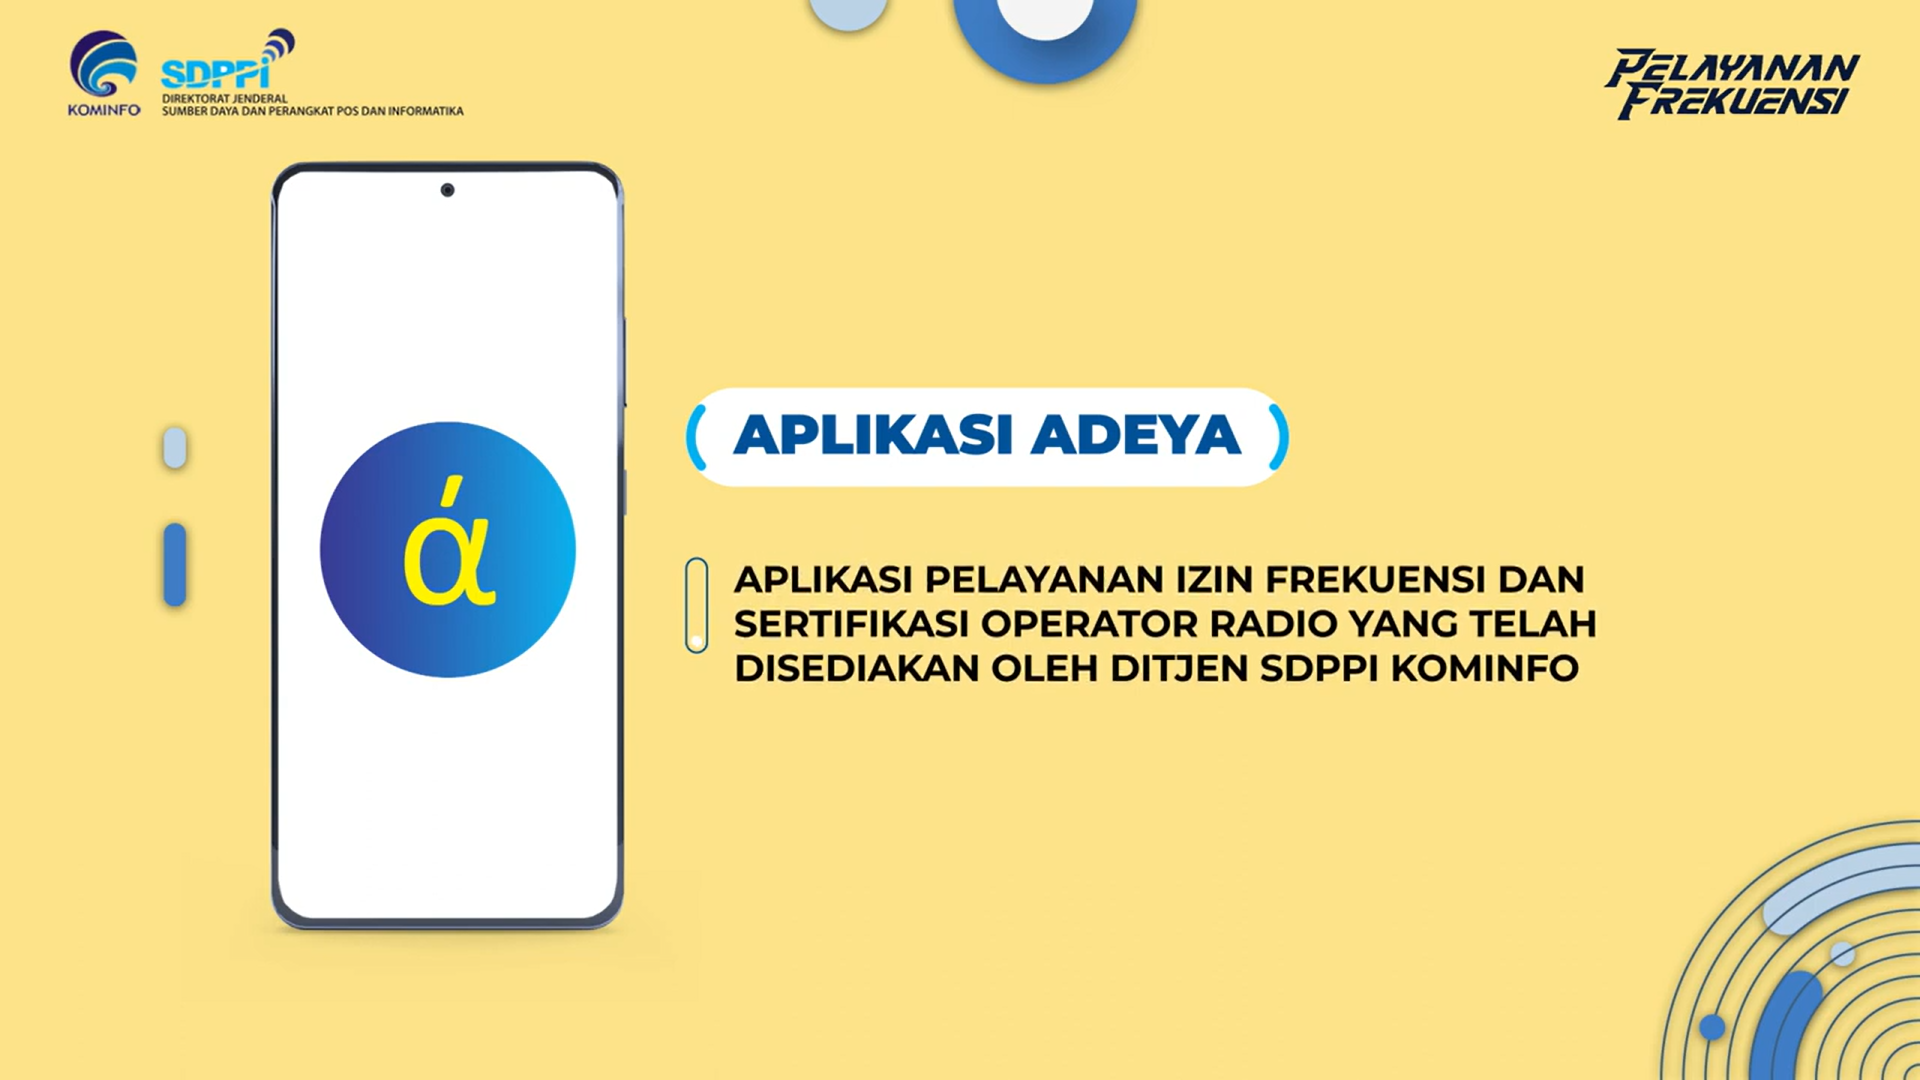 KOMINFO
SDPPI
DIREKTORAT JENDERAL
SUMBER DAYA DAN PERANGKAT POS DAN INFORMATIKA
PELAYANAN
FREKUENSI
ά
APLIKASI ADEYA
APLIKASI PELAYANAN IZIN FREKUENSI DAN
SERTIFIKASI OPERATOR RADIO YANG TELAH
DISEDIAKAN OLEH DITJEN SDPPI KOMINFO